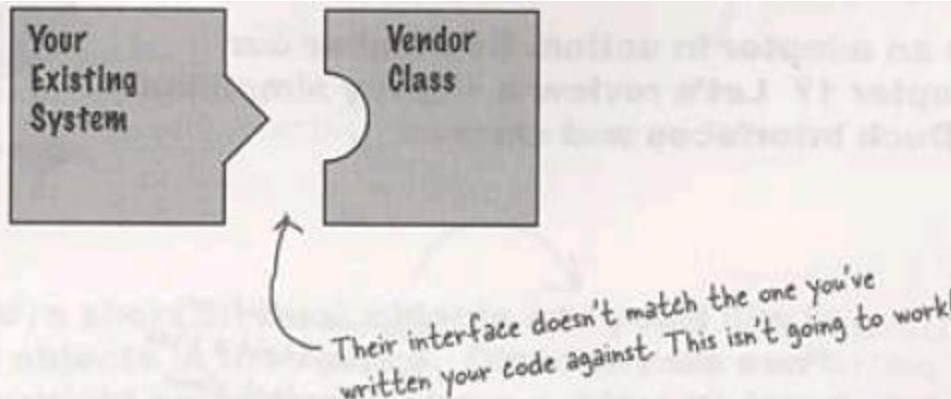 Your
Existing
System
Vendor
Class
Their interface doesn't match the one you've
written your code against. This isn't going to work!